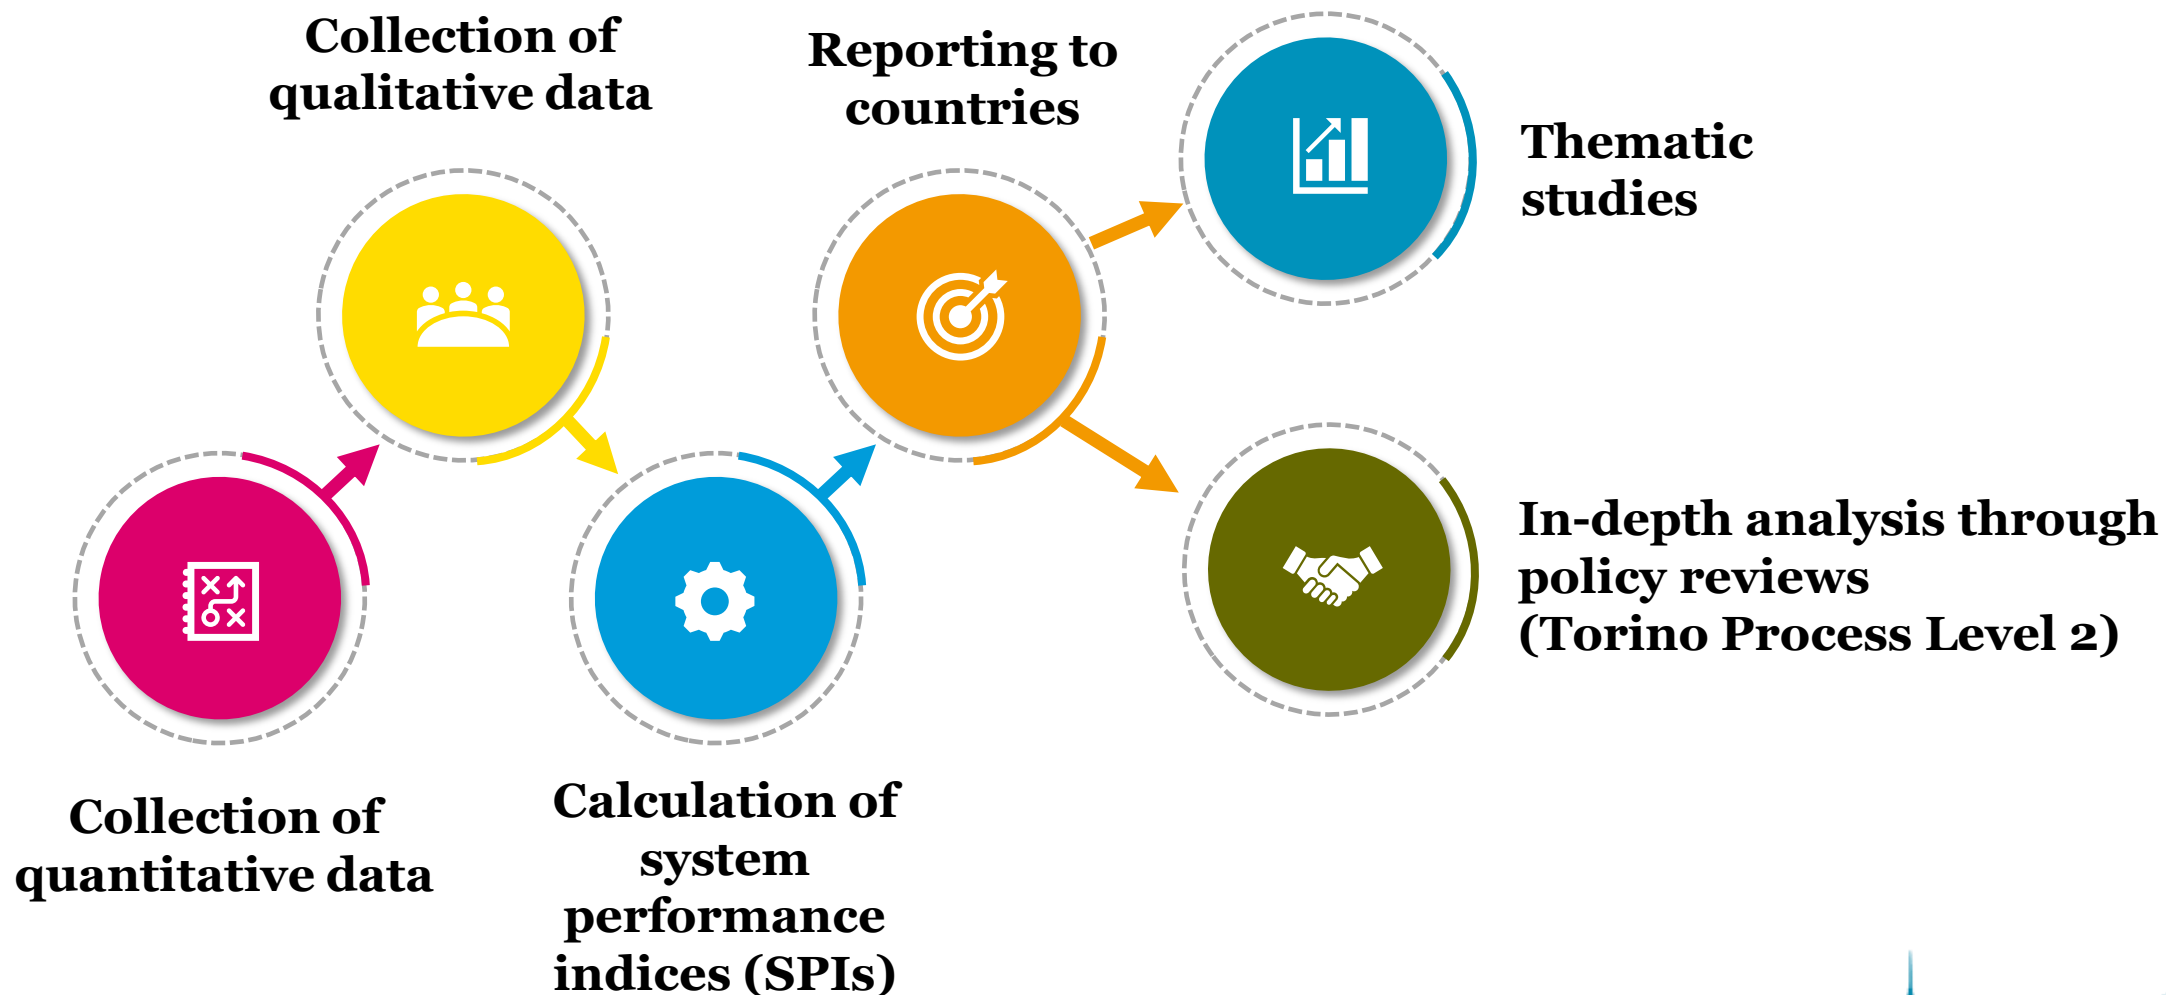 Collection of
qualitative data
Reporting to
countries
Thematic
studies
In-depth analysis through
policy reviews
(Torino Process Level 2)
Collection of
quantitative data
Calculation of
system
performance
indices (SPIs)